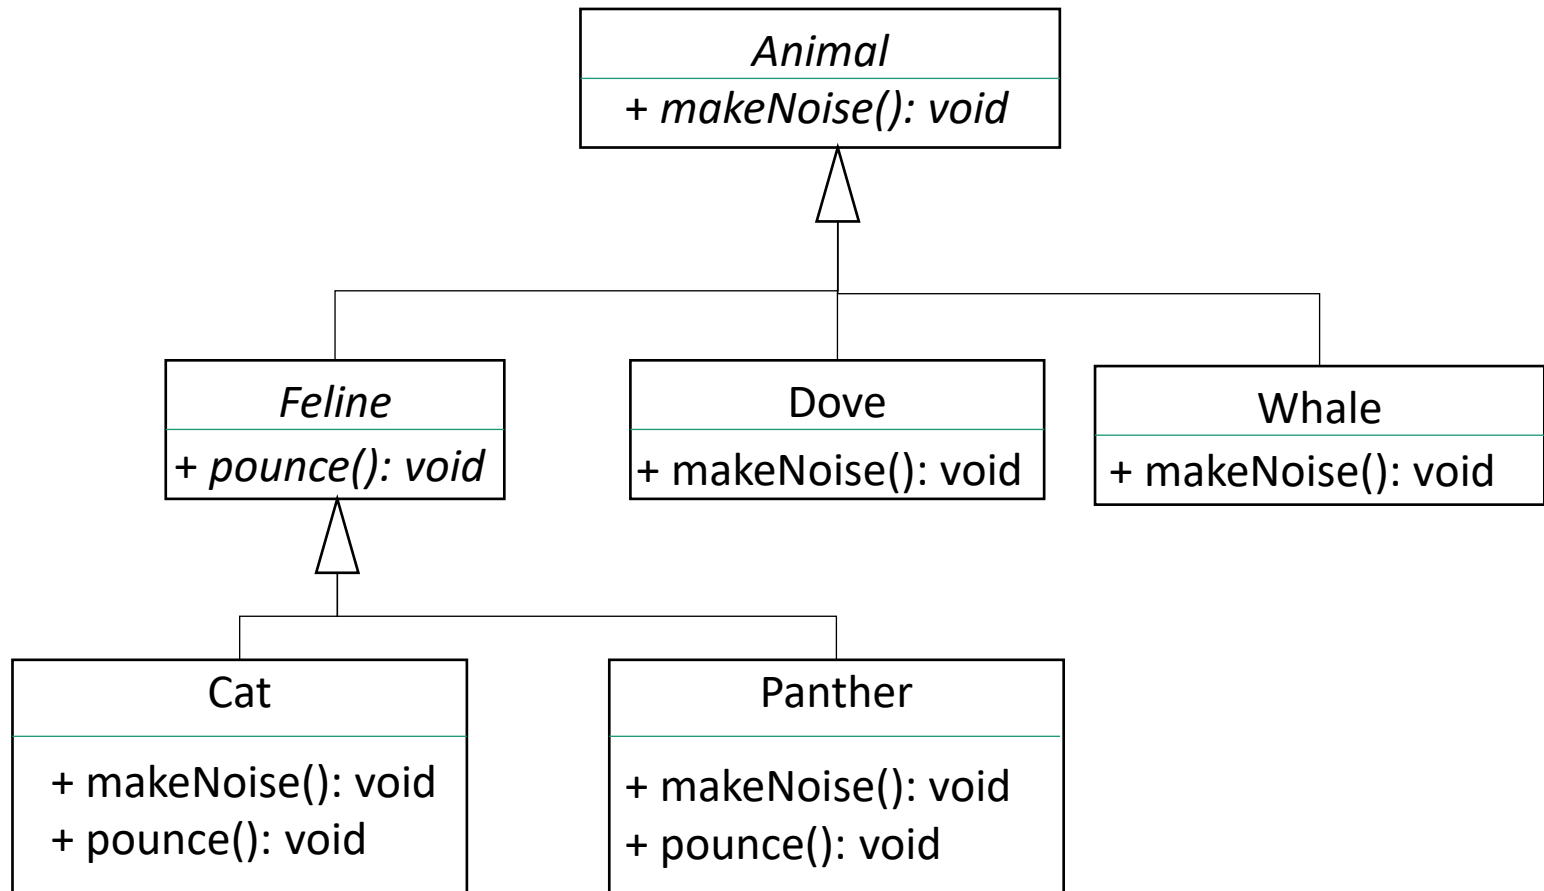 Animal
+ makeNoise(): void
Feline
+ pounce(): void
Dove
+ makeNoise(): void
Whale
+ makeNoise(): void
Cat
+ makeNoise(): void
+ pounce(): void
Panther
+ makeNoise(): void
+ pounce(): void